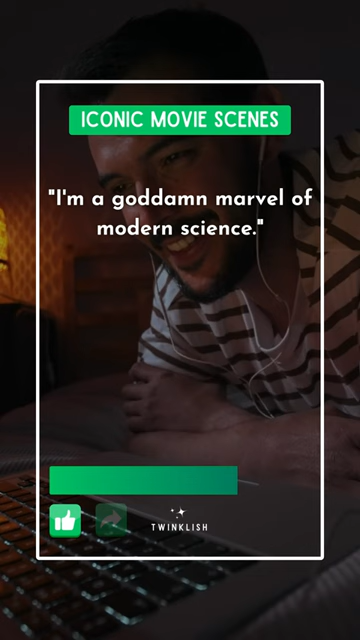 ICONIC MOVIE SCENES
"I'm a goddamn marvel of
modern science."
TWINKLISH